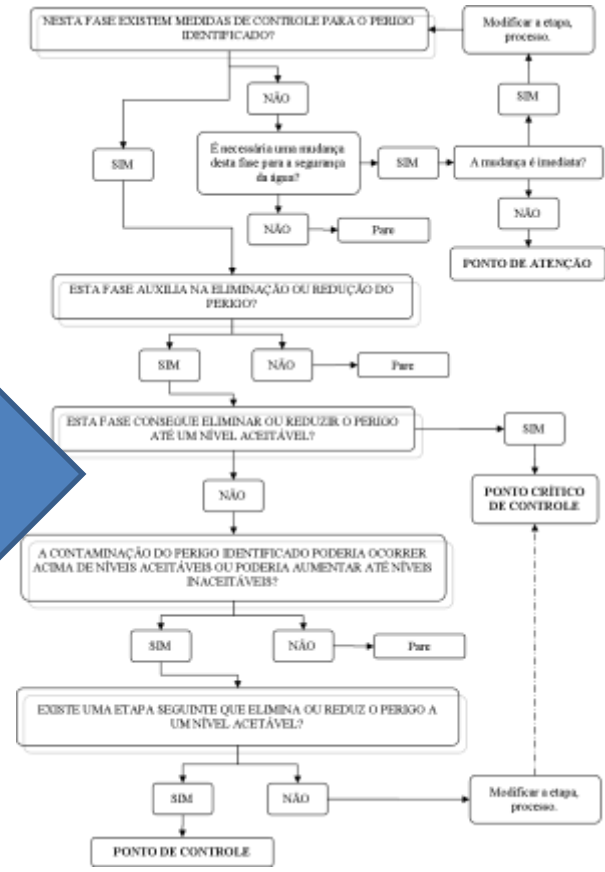 NESTA FASE EXISTEM MEDIDAS DE CONTROLE PARA O PERIGO
IDENTIFICADO?
Modificar a etapa,
processo.
NÃO
SIM
SIM
É necessária uma mudança
desta fase para a segurança
da água?
SIM
A mudança é imediata?
NÃO
Pare
NÃO
PONTO DE ATENÇÃO
ESTA FASE AUXILIA NA ELIMINAÇÃO OU REDUÇÃO DO
PERIGO?
SIM
NÃO
Pare
ESTA FASE CONSEGUE ELIMINAR OU REDUZIR O PERIGO
ATÉ UM NÍVEL ACEITÁVEL?
SIM
NÃO
PONTO CRÍTICO
DE CONTROLE
A CONTAMINAÇÃO DO PERIGO IDENTIFICADO PODERIA OCORRER
ACIMA DE NÍVEIS ACEITÁVEIS OU PODERIA AUMENTAR ATÉ NÍVEIS
INACEITÁVEIS?
SIM
NÃO
Pare
EXISTE UMA ETAPA SEGUINTE QUE ELIMINA OU REDUZ O PERIGO A
UM NÍVEL ACETÁVEL?
SIM
NÃO
Modificar a etapa,
processo.
PONTO DE CONTROLE